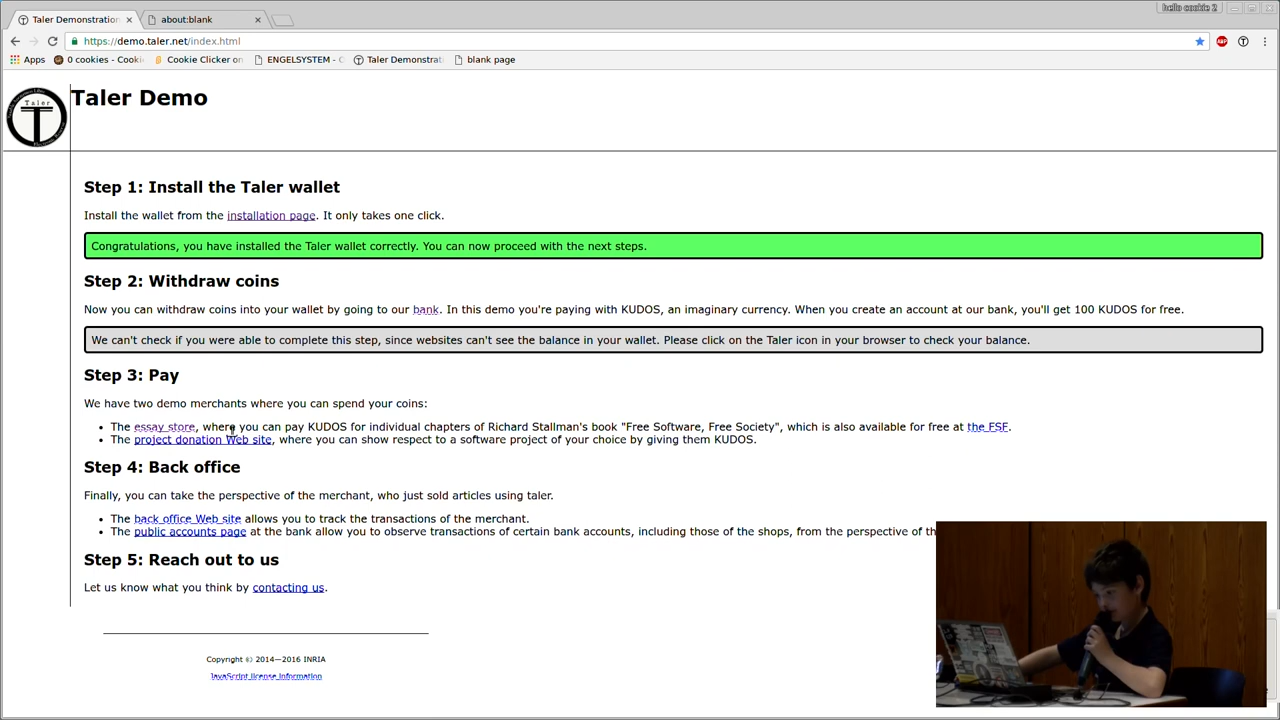 hello cookie 2
Taler Demonstration
about:blank
https://demo.taler.net/index.html
Apps
0 cookies - Cooki
Cookie Clicker on
ENGELSYSTEM - C
Taler Demonstrat
blank page
ABP
Taler
Taler Demo
Step 1: Install the Taler wallet
Install the wallet from the installation page. It only takes one click.
Congratulations, you have installed the Taler wallet correctly. You can now proceed with the next steps.
Step 2: Withdraw coins
Now you can withdraw coins into your wallet by going to our bank. In this demo you're paying with KUDOS, an imaginary currency. When you create an account at our bank, you'll get 100 KUDOS for free.
We can't check if you were able to complete this step, since websites can't see the balance in your wallet. Please click on the Taler icon in your browser to check your balance.
Step 3: Pay
We have two demo merchants where you can spend your coins:
• The essay store, where you can pay KUDOS for individual chapters of Richard Stallman's book "Free Software, Free Society", which is also available for free at the FSF.
• The project donation Web site, where you can show respect to a software project of your choice by giving them KUDOS.
Step 4: Back office
Finally, you can take the perspective of the merchant, who just sold articles using taler.
• The back office Web site allows you to track the transactions of the merchant.
• The public accounts page at the bank allow you to observe transactions of certain bank accounts, including those of the shops, from the perspective of th
Step 5: Reach out to us
Let us know what you think by contacting us.
Copyright © 2014—2016 INRIA
JavaScript license information